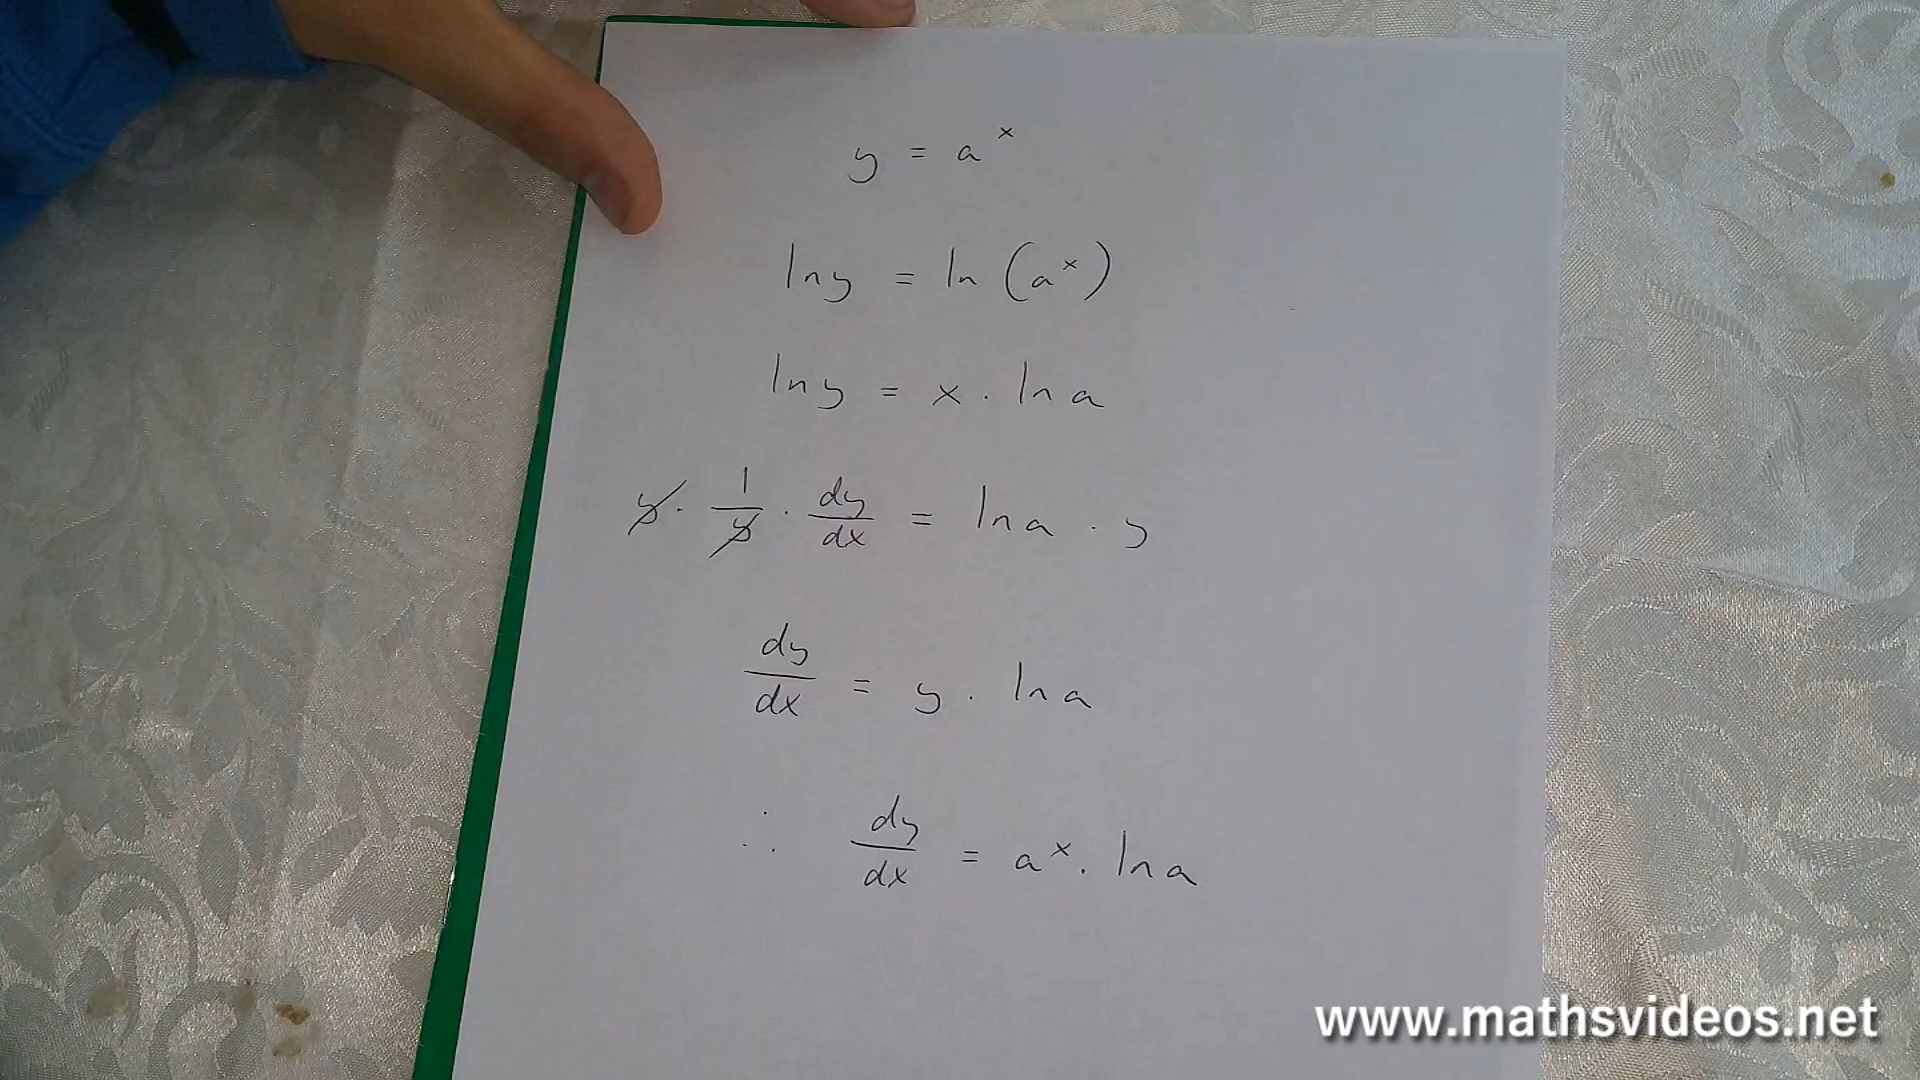 y = a^x
ln y = ln (a^x)
ln y = x . ln a
y . 1/y . dy/dx = ln a . y
dy/dx = y . ln a
∴ dy/dx = a^x . ln a
www.mathsvideos.net